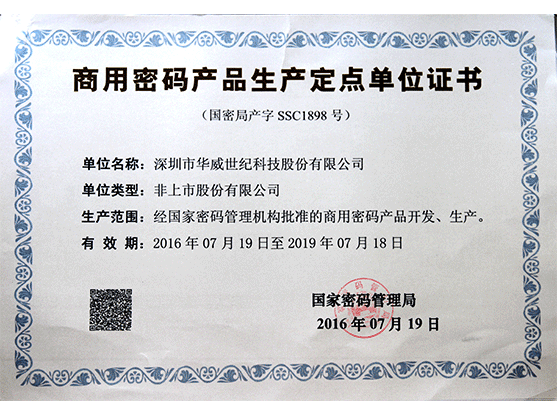 商用密码产品生产定点单位证书
（国密局产字 SSC1898 号）
单位名称：深圳市华威世纪科技股份有限公司
单位类型：非上市股份有限公司
生产范围：经国家密码管理机构批准的商用密码产品开发、生产。
有 效 期：2016 年 07 月 19 日至 2019 年 07 月 18 日
国家密码管理局
2016 年 07 月 19 日